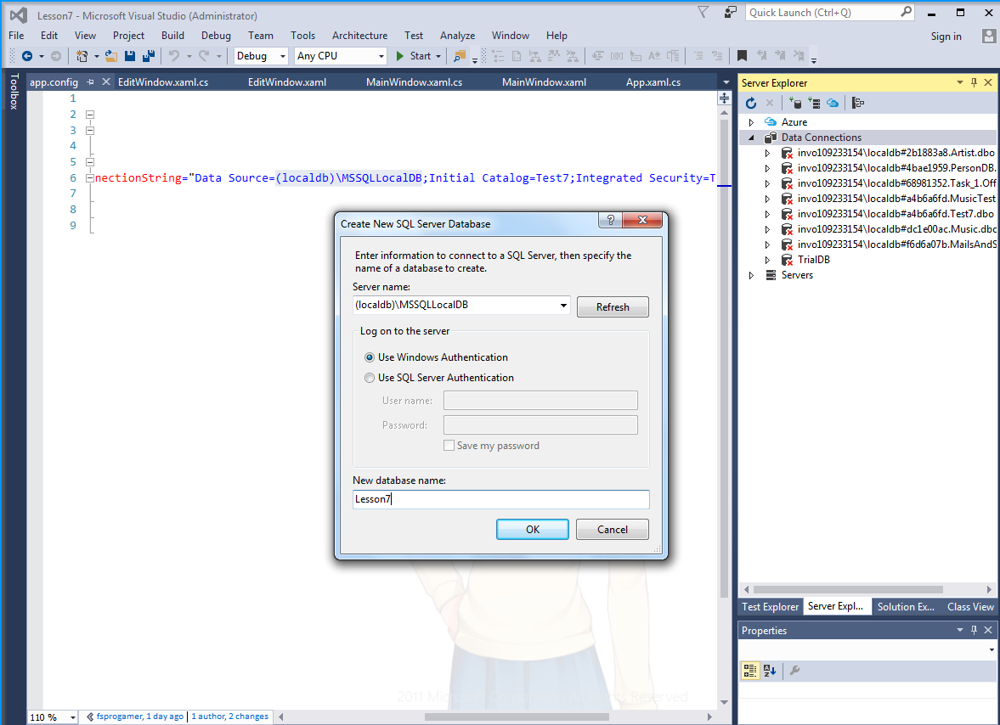 Lesson7 - Microsoft Visual Studio (Administrator)
Quick Launch (Ctrl+Q)
File Edit View Project Build Debug Team Tools Architecture Test Analyze Window Help
Sign in
Debug Any CPU Start
Toolbox
app.config EditWindow.xaml.cs EditWindow.xaml MainWindow.xaml.cs MainWindow.xaml App.xaml.cs
1
2
3
4
5
6 nectionString="Data Source=(localdb)\MSSQLLocalDB;Initial Catalog=Test7;Integrated Security=T
7
8
9
Create New SQL Server Database
?
Enter information to connect to a SQL Server, then specify the
name of a database to create.
Server name:
(localdb)\MSSQLLocalDB
Refresh
Log on to the server
Use Windows Authentication
Use SQL Server Authentication
User name:
Password:
Save my password
New database name:
Lesson7
OK Cancel
110 %
fsprogamer, 1 day ago | 1 author, 2 changes
Server Explorer
Azure
Data Connections
invo109233154\localdb#2b1883a8.Artist.dbo
invo109233154\localdb#4bae1959.PersonDB.
invo109233154\localdb#68981352.Task_1.Off
invo109233154\localdb#a4b6a6fd.MusicTest
invo109233154\localdb#a4b6a6fd.Test7.dbo
invo109233154\localdb#dc1e00ac.Music.dbo
invo109233154\localdb#f6d6a07b.MailsAndS
TrialDB
Servers
Test Explorer Server Expl... Solution Ex... Class View
Properties